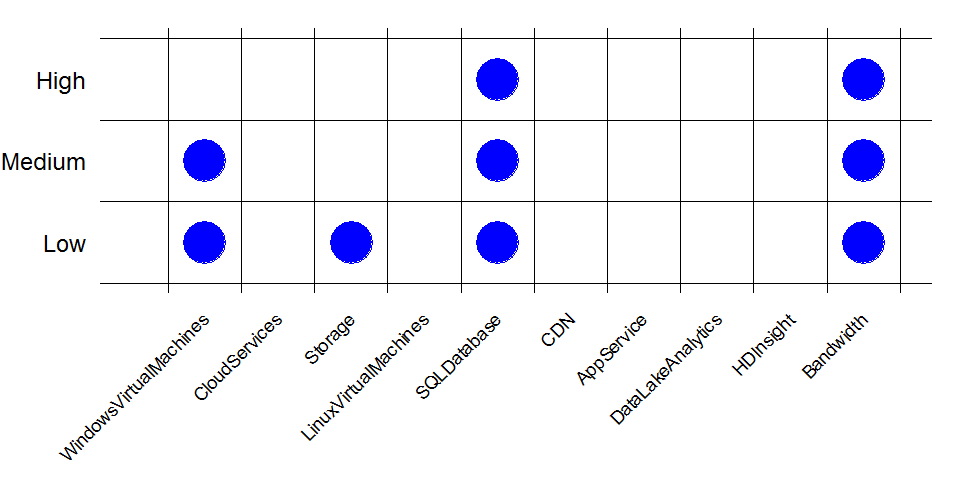 High
Medium
Low
WindowsVirtualMachines
CloudServices
Storage
LinuxVirtualMachines
SQLDatabase
CDN
AppService
DataLakeAnalytics
HDInsight
Bandwidth